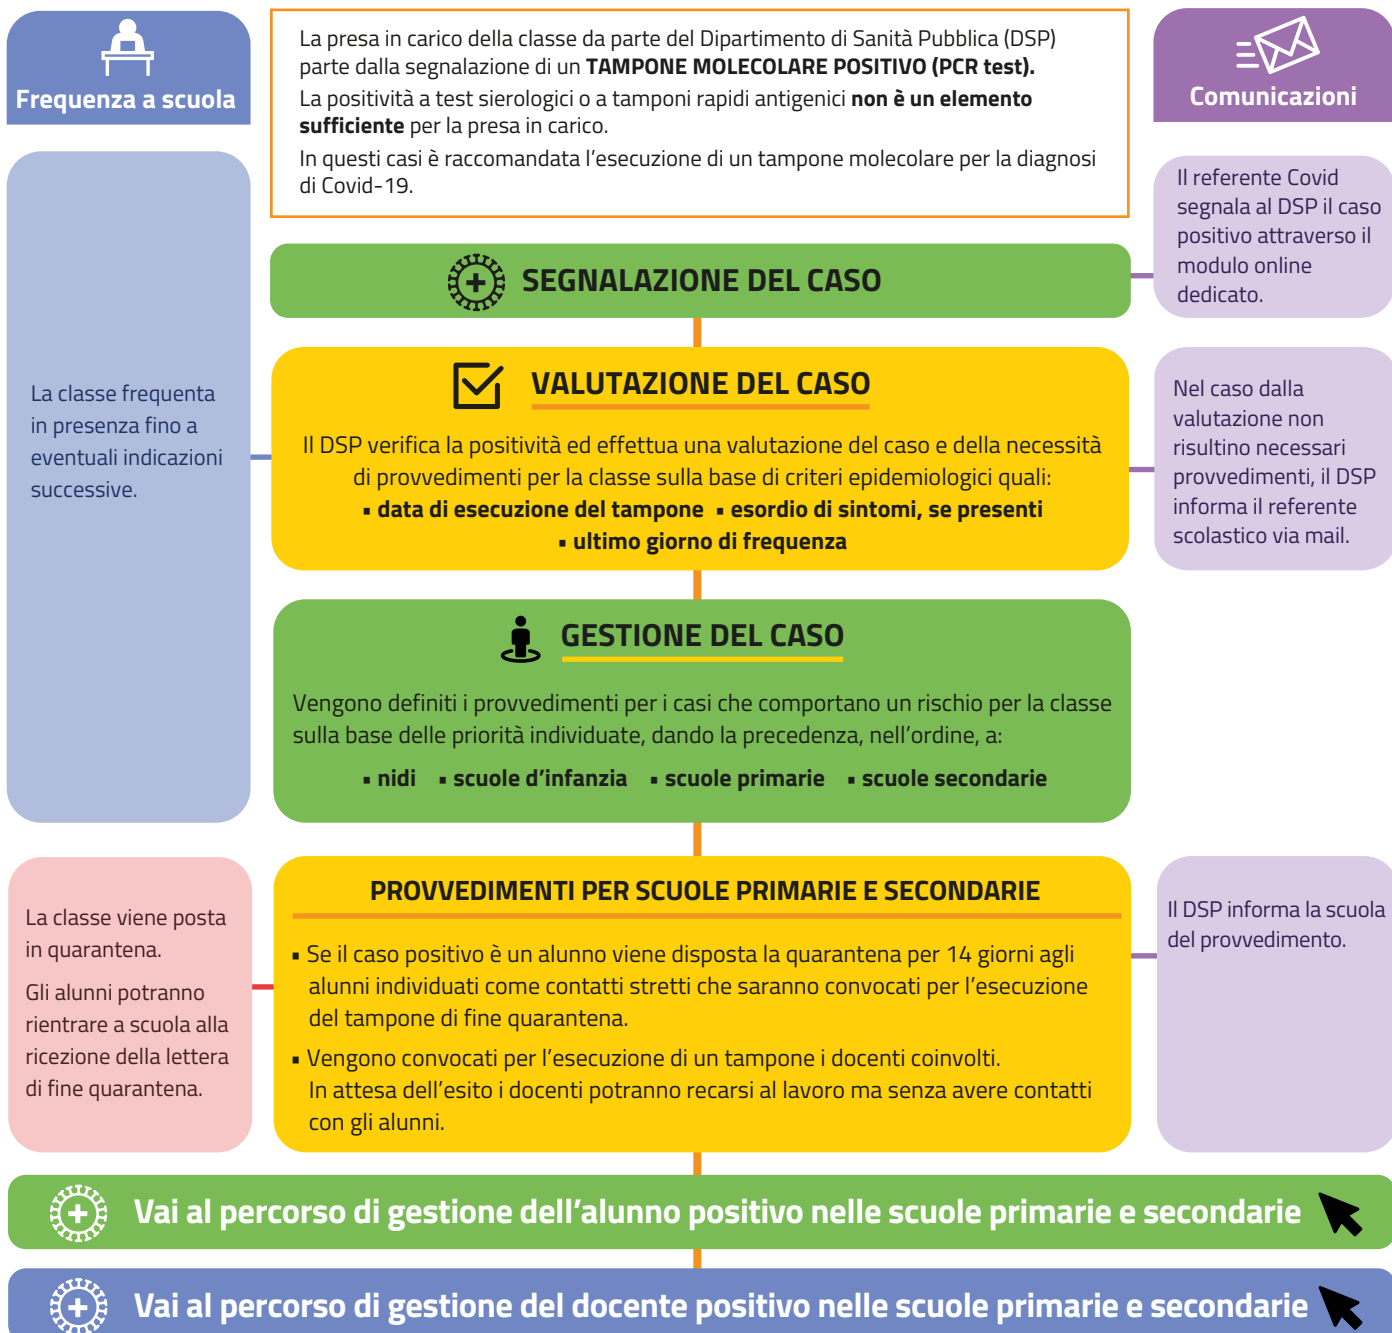 Frequenza a scuola
La presa in carico della classe da parte del Dipartimento di Sanità Pubblica (DSP)
parte dalla segnalazione di un TAMPONE MOLECOLARE POSITIVO (PCR test).
La positività a test sierologici o a tamponi rapidi antigenici non è un elemento
sufficiente per la presa in carico.
In questi casi è raccomandata l'esecuzione di un tampone molecolare per la diagnosi
di Covid-19.
Comunicazioni
Il referente Covid
segnala al DSP il caso
positivo attraverso il
modulo online
dedicato.
SEGNALAZIONE DEL CASO
La classe frequenta
in presenza fino a
eventuali indicazioni
successive.
VALUTAZIONE DEL CASO
Il DSP verifica la positività ed effettua una valutazione del caso e della necessità
di provvedimenti per la classe sulla base di criteri epidemiologici quali:
▪ data di esecuzione del tampone ▪ esordio di sintomi, se presenti
▪ ultimo giorno di frequenza
Nel caso dalla
valutazione non
risultino necessari
provvedimenti, il DSP
informa il referente
scolastico via mail.
GESTIONE DEL CASO
Vengono definiti i provvedimenti per i casi che comportano un rischio per la classe
sulla base delle priorità individuate, dando la precedenza, nell'ordine, a:
▪ nidi ▪ scuole d'infanzia ▪ scuole primarie ▪ scuole secondarie
La classe viene posta
in quarantena.
Gli alunni potranno
rientrare a scuola alla
ricezione della lettera
di fine quarantena.
PROVVEDIMENTI PER SCUOLE PRIMARIE E SECONDARIE
▪ Se il caso positivo è un alunno viene disposta la quarantena per 14 giorni agli
alunni individuati come contatti stretti che saranno convocati per l'esecuzione
del tampone di fine quarantena.
▪ Vengono convocati per l'esecuzione di un tampone i docenti coinvolti.
In attesa dell'esito i docenti potranno recarsi al lavoro ma senza avere contatti
con gli alunni.
Il DSP informa la scuola
del provvedimento.
Vai al percorso di gestione dell'alunno positivo nelle scuole primarie e secondarie
Vai al percorso di gestione del docente positivo nelle scuole primarie e secondarie